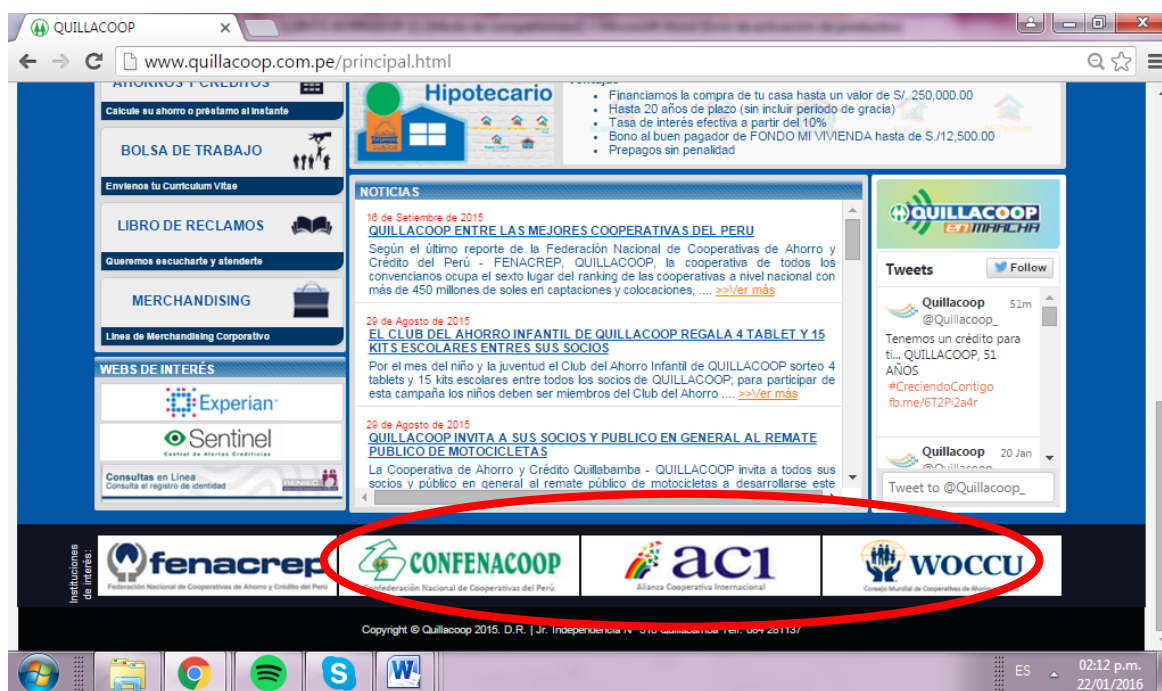 QUILLACOOP
www.quillacoop.com.pe/principal.html
AHORROS Y CREDITOS
Calcule su ahorro o préstamo al instante
BOLSA DE TRABAJO
Envienos tu Curriculum Vitae
LIBRO DE RECLAMOS
Queremos escucharte y atenderte
MERCHANDISING
Linea de Merchandising Corporativo
WEBS DE INTERÉS
Experian
Sentinel
Central de Alertas Crediticias
Consultas en Linea
Consulta el registro de identidad
RENIEC
Hipotecario
Ventajas
• Financiamos la compra de tu casa hasta un valor de S/. 250,000.00
• Hasta 20 años de plazo (sin incluir periodo de gracia)
• Tasa de interés efectiva a partir del 10%
• Bono al buen pagador de FONDO MI VIVIENDA hasta de S./12,500.00
• Prepagos sin penalidad
NOTICIAS
16 de Setiembre de 2015
QUILLACOOP ENTRE LAS MEJORES COOPERATIVAS DEL PERU
Según el último reporte de la Federación Nacional de Cooperativas de Ahorro y
Crédito del Perú - FENACREP, QUILLACOOP, la cooperativa de todos los
convencianos ocupa el sexto lugar del ranking de las cooperativas a nivel nacional con
más de 450 millones de soles en captaciones y colocaciones, .... >>Ver más
29 de Agosto de 2015
EL CLUB DEL AHORRO INFANTIL DE QUILLACOOP REGALA 4 TABLET Y 15
KITS ESCOLARES ENTRES SUS SOCIOS
Por el mes del niño y la juventud el Club del Ahorro Infantil de QUILLACOOP sorteo 4
tablets y 15 kits escolares entre todos los socios de QUILLACOOP; para participar de
esta campaña los niños deben ser miembros del Club del Ahorro .... >>Ver más
29 de Agosto de 2015
QUILLACOOP INVITA A SUS SOCIOS Y PUBLICO EN GENERAL AL REMATE
PUBLICO DE MOTOCICLETAS
La Cooperativa de Ahorro y Crédito Quillabamba - QUILLACOOP invita a todos sus
socios y público en general al remate público de motocicletas a desarrollarse este
QUILLACOOP
EN MARCHA
Tweets
Follow
Quillacoop 51m
@Quillacoop_
Tenemos un crédito para
ti... QUILLACOOP, 51
AÑOS
#CreciendoContigo
fb.me/6T2Pi2a4r
Quillacoop 20 Jan
@Quillacoop_
Tweet to @Quillacoop_
Instituciones
de interés:
fenacrep
Federación Nacional de Cooperativas de Ahorro y Crédito del Perú
CONFENACOOP
Confederación Nacional de Cooperativas del Perú
aci
Alianza Cooperativa Internacional
WOCCU
Consejo Mundial de Cooperativas de Ahorro
Copyright © Quillacoop 2015. D.R. | Jr. Independencia N° 316 Quillabamba Telf. 084 281137
ES
02:12 p.m.
22/01/2016